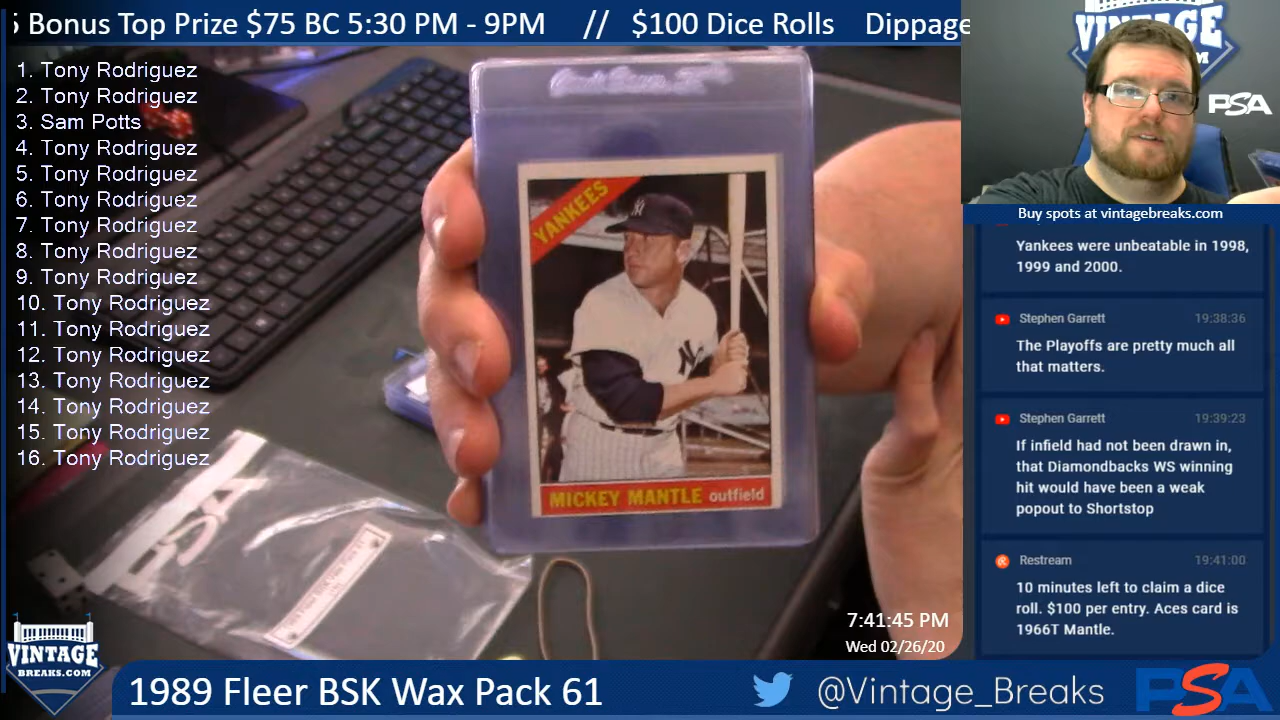 5 Bonus Top Prize $75 BC 5:30 PM - 9PM // $100 Dice Rolls Dippage
1. Tony Rodriguez
2. Tony Rodriguez
3. Sam Potts
4. Tony Rodriguez
5. Tony Rodriguez
6. Tony Rodriguez
7. Tony Rodriguez
8. Tony Rodriguez
9. Tony Rodriguez
10. Tony Rodriguez
11. Tony Rodriguez
12. Tony Rodriguez
13. Tony Rodriguez
14. Tony Rodriguez
15. Tony Rodriguez
16. Tony Rodriguez
YANKEES
NY
NY
MICKEY MANTLE outfield
PSA
7:41:45 PM
Wed 02/26/20
VINTAGE
.COM
PSA
Buy spots at vintagebreaks.com
Yankees were unbeatable in 1998,
1999 and 2000.
Stephen Garrett 19:38:36
The Playoffs are pretty much all
that matters.
Stephen Garrett 19:39:23
If infield had not been drawn in,
that Diamondbacks WS winning
hit would have been a weak
popout to Shortstop
Restream 19:41:00
10 minutes left to claim a dice
roll. $100 per entry. Aces card is
1966T Mantle.
VINTAGE
BREAKS.COM
1989 Fleer BSK Wax Pack 61
@Vintage_Breaks
PSA